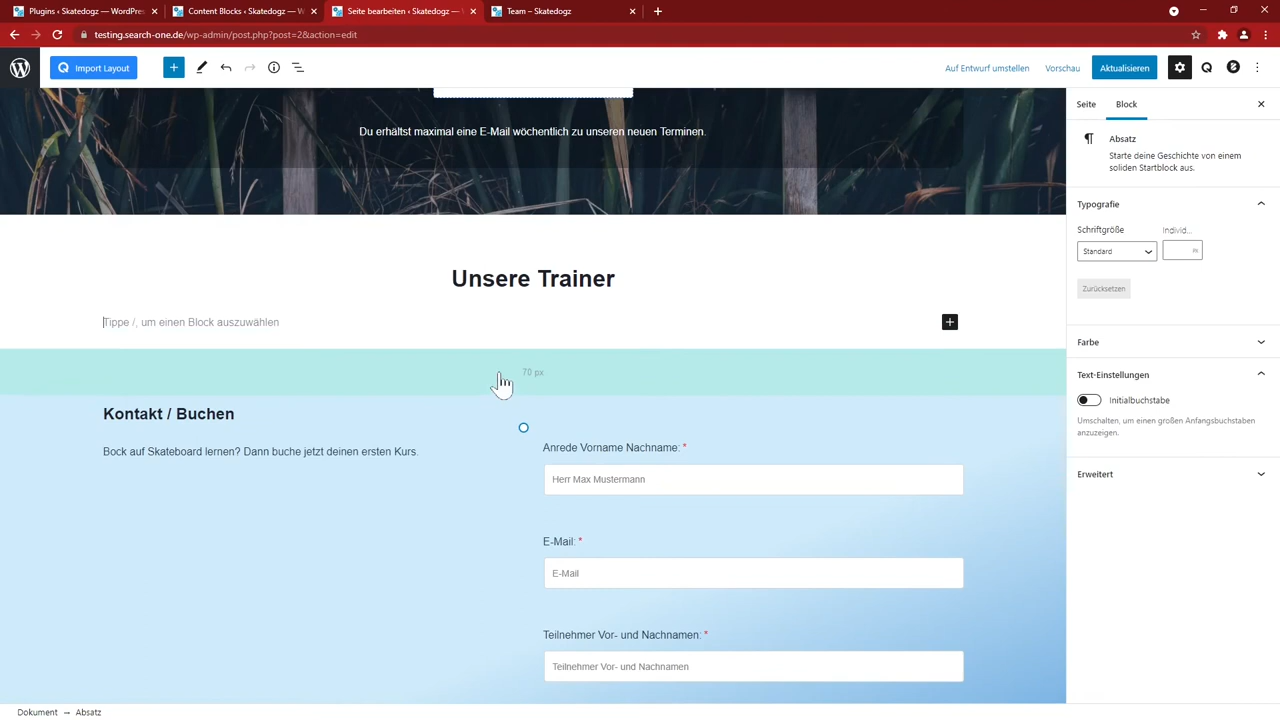 Plugins ‹ Skatedogz — WordPres
Content Blocks ‹ Skatedogz — W
Seite bearbeiten ‹ Skatedogz — W
Team – Skatedogz
testing.search-one.de/wp-admin/post.php?post=2&action=edit
Import Layout
Auf Entwurf umstellen
Vorschau
Aktualisieren
Seite
Block
Absatz
Starte deine Geschichte von einem
soliden Startblock aus.
Typografie
Schriftgröße
Individ...
Standard
px
Zurücksetzen
Farbe
Text-Einstellungen
Initialbuchstabe
Umschalten, um einen großen Anfangsbuchstaben
anzuzeigen.
Erweitert
Du erhältst maximal eine E-Mail wöchentlich zu unseren neuen Terminen.
Unsere Trainer
Tippe /, um einen Block auszuwählen
70 px
Kontakt / Buchen
Bock auf Skateboard lernen? Dann buche jetzt deinen ersten Kurs.
Anrede Vorname Nachname: *
Herr Max Mustermann
E-Mail: *
E-Mail
Teilnehmer Vor- und Nachnamen: *
Teilnehmer Vor- und Nachnamen
Dokument → Absatz